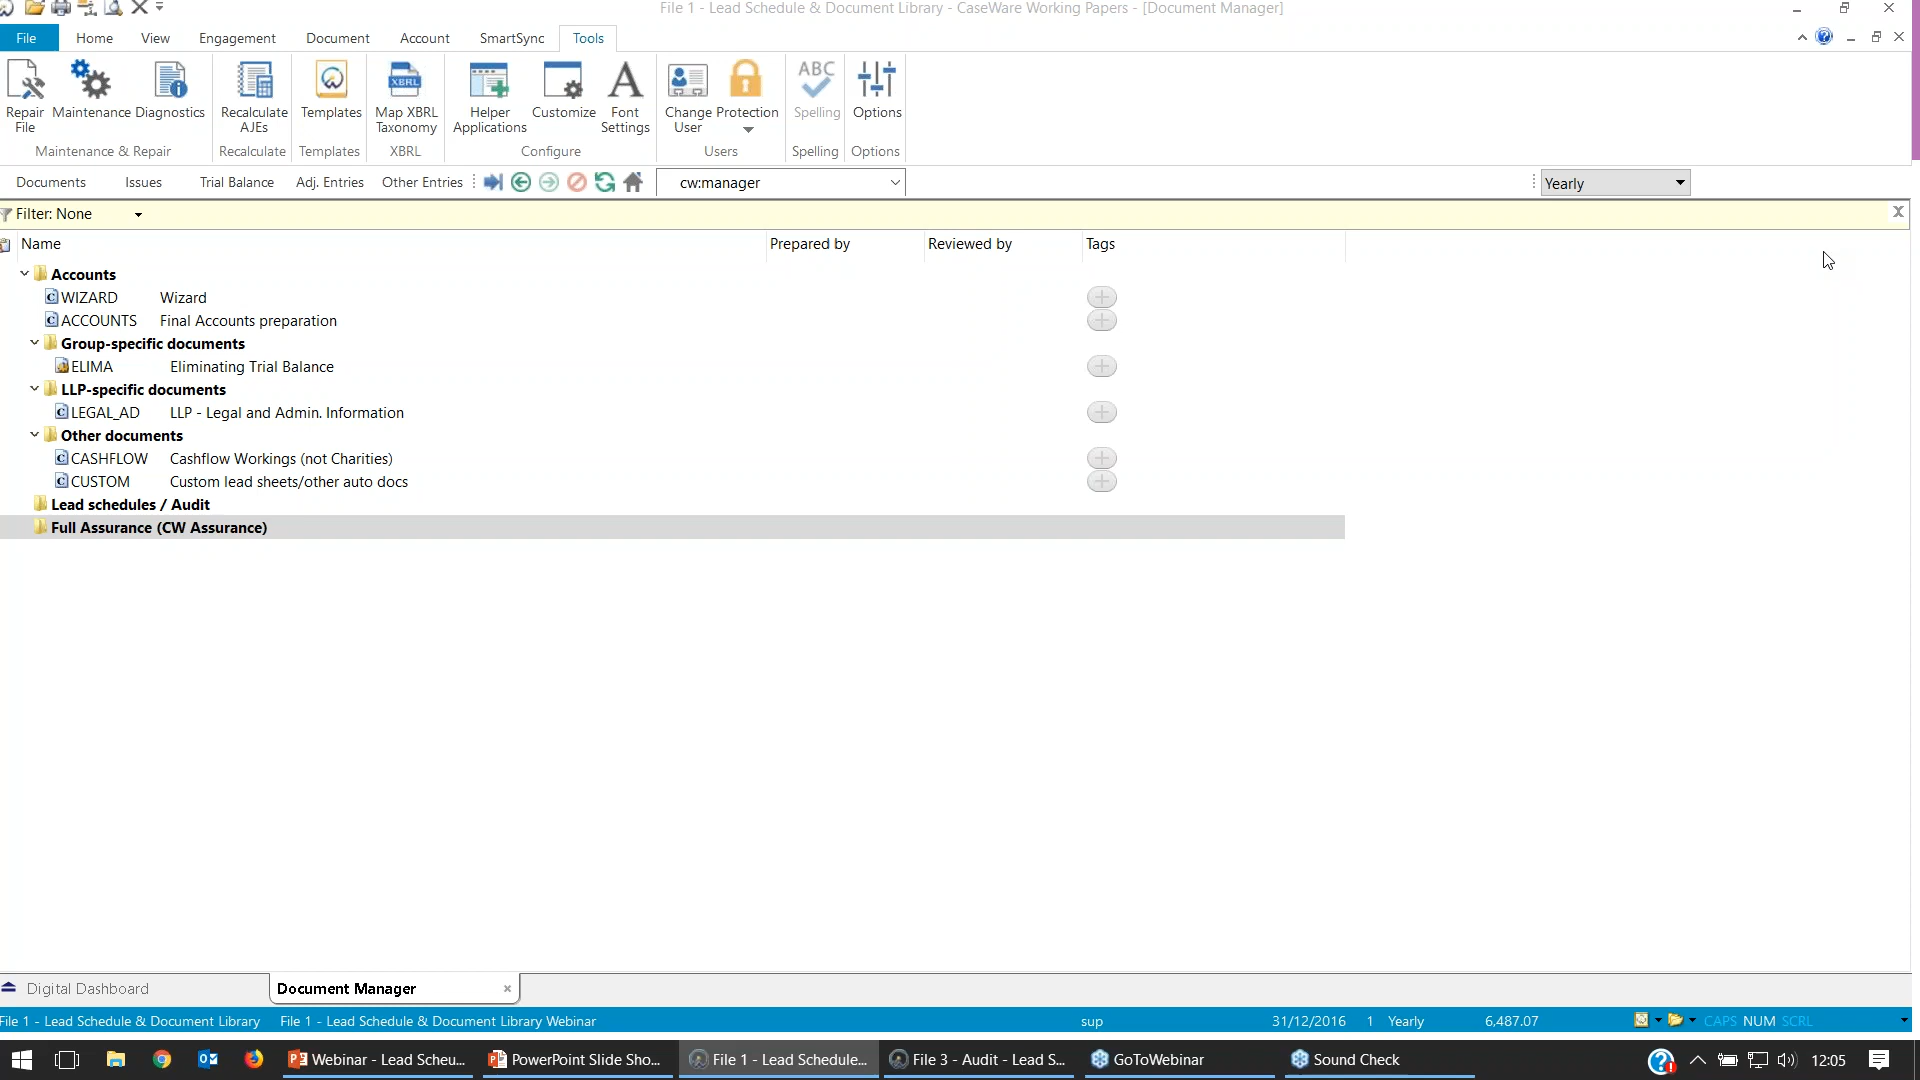 File 1 - Lead Schedule & Document Library - CaseWare Working Papers - [Document Manager]
File Home View Engagement Document Account SmartSync Tools
Repair File Maintenance Diagnostics Recalculate AJEs Templates Map XBRL Taxonomy Helper Applications Customize Font Settings Change User Protection ABC Spelling Options
Maintenance & Repair Recalculate Templates XBRL Configure Users Spelling Options
Documents Issues Trial Balance Adj. Entries Other Entries cw:manager Yearly
Filter: None X
Name Prepared by Reviewed by Tags
Accounts
WIZARD Wizard
ACCOUNTS Final Accounts preparation
Group-specific documents
ELIMA Eliminating Trial Balance
LLP-specific documents
LEGAL_AD LLP - Legal and Admin. Information
Other documents
CASHFLOW Cashflow Workings (not Charities)
CUSTOM Custom lead sheets/other auto docs
Lead schedules / Audit
Full Assurance (CW Assurance)
Digital Dashboard Document Manager
File 1 - Lead Schedule & Document Library File 1 - Lead Schedule & Document Library Webinar sup 31/12/2016 1 Yearly 6,487.07 CAPS NUM SCRL
Webinar - Lead Scheu... PowerPoint Slide Sho... File 1 - Lead Schedule... File 3 - Audit - Lead S... GoToWebinar Sound Check 12:05